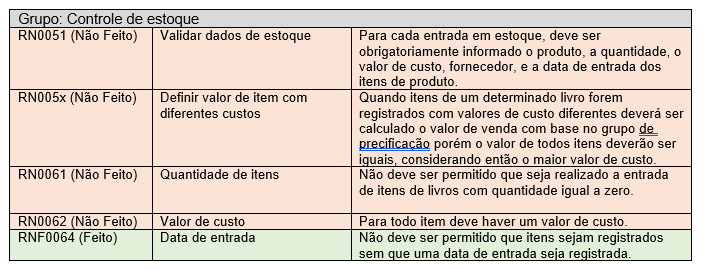 Grupo: Controle de estoque
RN0051 (Não Feito)
Validar dados de estoque
Para cada entrada em estoque, deve ser
obrigatoriamente informado o produto, a quantidade, o
valor de custo, fornecedor, e a data de entrada dos
itens de produto.
RN005x (Não Feito)
Definir valor de item com
diferentes custos
Quando itens de um determinado livro forem
registrados com valores de custo diferentes deverá ser
calculado o valor de venda com base no grupo de
precificação porém o valor de todos itens deverão ser
iguais, considerando então o maior valor de custo.
RN0061 (Não Feito)
Quantidade de itens
Não deve ser permitido que seja realizado a entrada
de itens de livros com quantidade igual a zero.
RN0062 (Não Feito)
Valor de custo
Para todo item deve haver um valor de custo.
RNF0064 (Feito)
Data de entrada
Não deve ser permitido que itens sejam registrados
sem que uma data de entrada seja registrada.